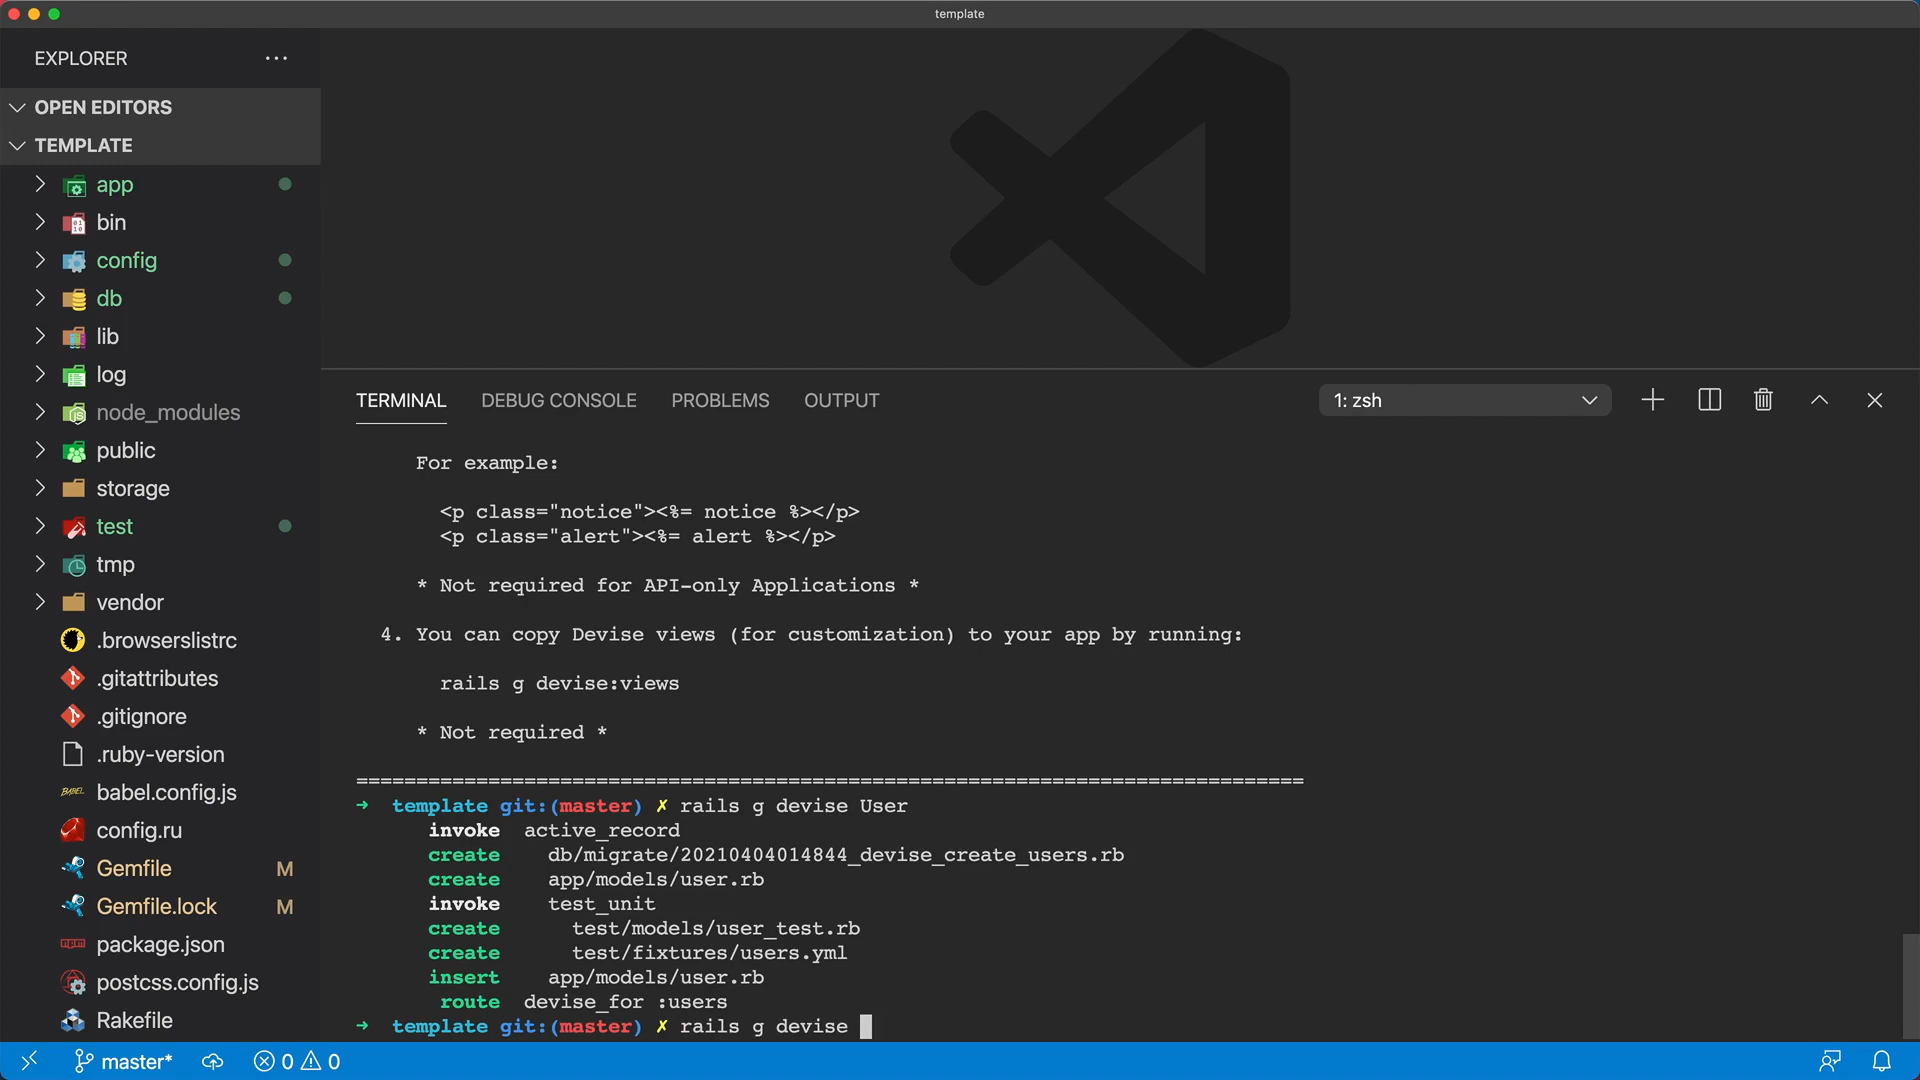 template
EXPLORER
OPEN EDITORS
TEMPLATE
app
bin
config
db
lib
log
node_modules
public
storage
test
tmp
vendor
.browserslistrc
.gitattributes
.gitignore
.ruby-version
BABEL babel.config.js
config.ru
Gemfile M
Gemfile.lock M
package.json
postcss.config.js
Rakefile
TERMINAL DEBUG CONSOLE PROBLEMS OUTPUT 1: zsh
For example:
<p class="notice"><%= notice %></p>
<p class="alert"><%= alert %></p>
* Not required for API-only Applications *
4. You can copy Devise views (for customization) to your app by running:
rails g devise:views
* Not required *
===============================================================================
➜ template git:(master) ✗ rails g devise User
invoke active_record
create db/migrate/20210404014844_devise_create_users.rb
create app/models/user.rb
invoke test_unit
create test/models/user_test.rb
create test/fixtures/users.yml
insert app/models/user.rb
route devise_for :users
➜ template git:(master) ✗ rails g devise
master* 0 0